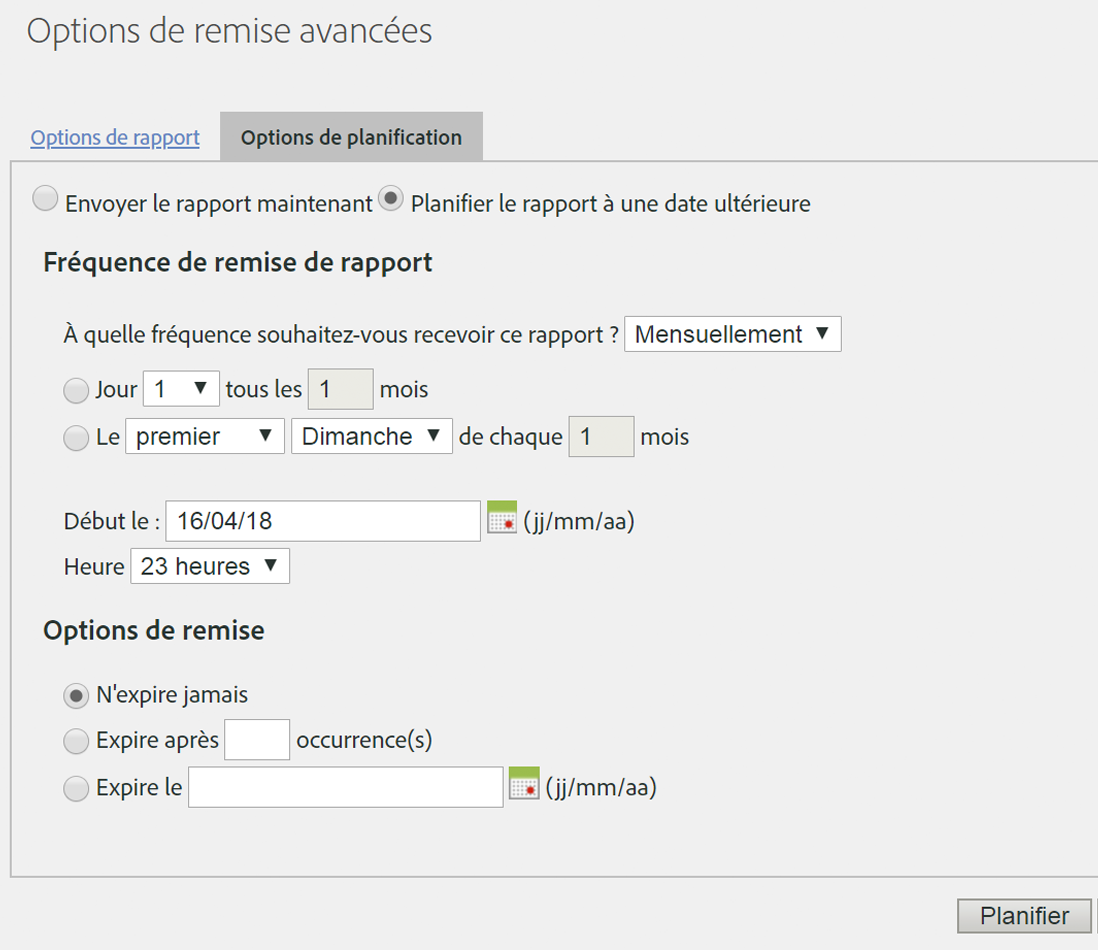 Options de remise avancées
Options de rapport Options de planification
Envoyer le rapport maintenant Planifier le rapport à une date ultérieure
Fréquence de remise de rapport
À quelle fréquence souhaitez-vous recevoir ce rapport ? Mensuellement
Jour 1 tous les 1 mois
Le premier Dimanche de chaque 1 mois
Début le : 16/04/18 (jj/mm/aa)
Heure 23 heures
Options de remise
N'expire jamais
Expire après occurrence(s)
Expire le (jj/mm/aa)
Planifier